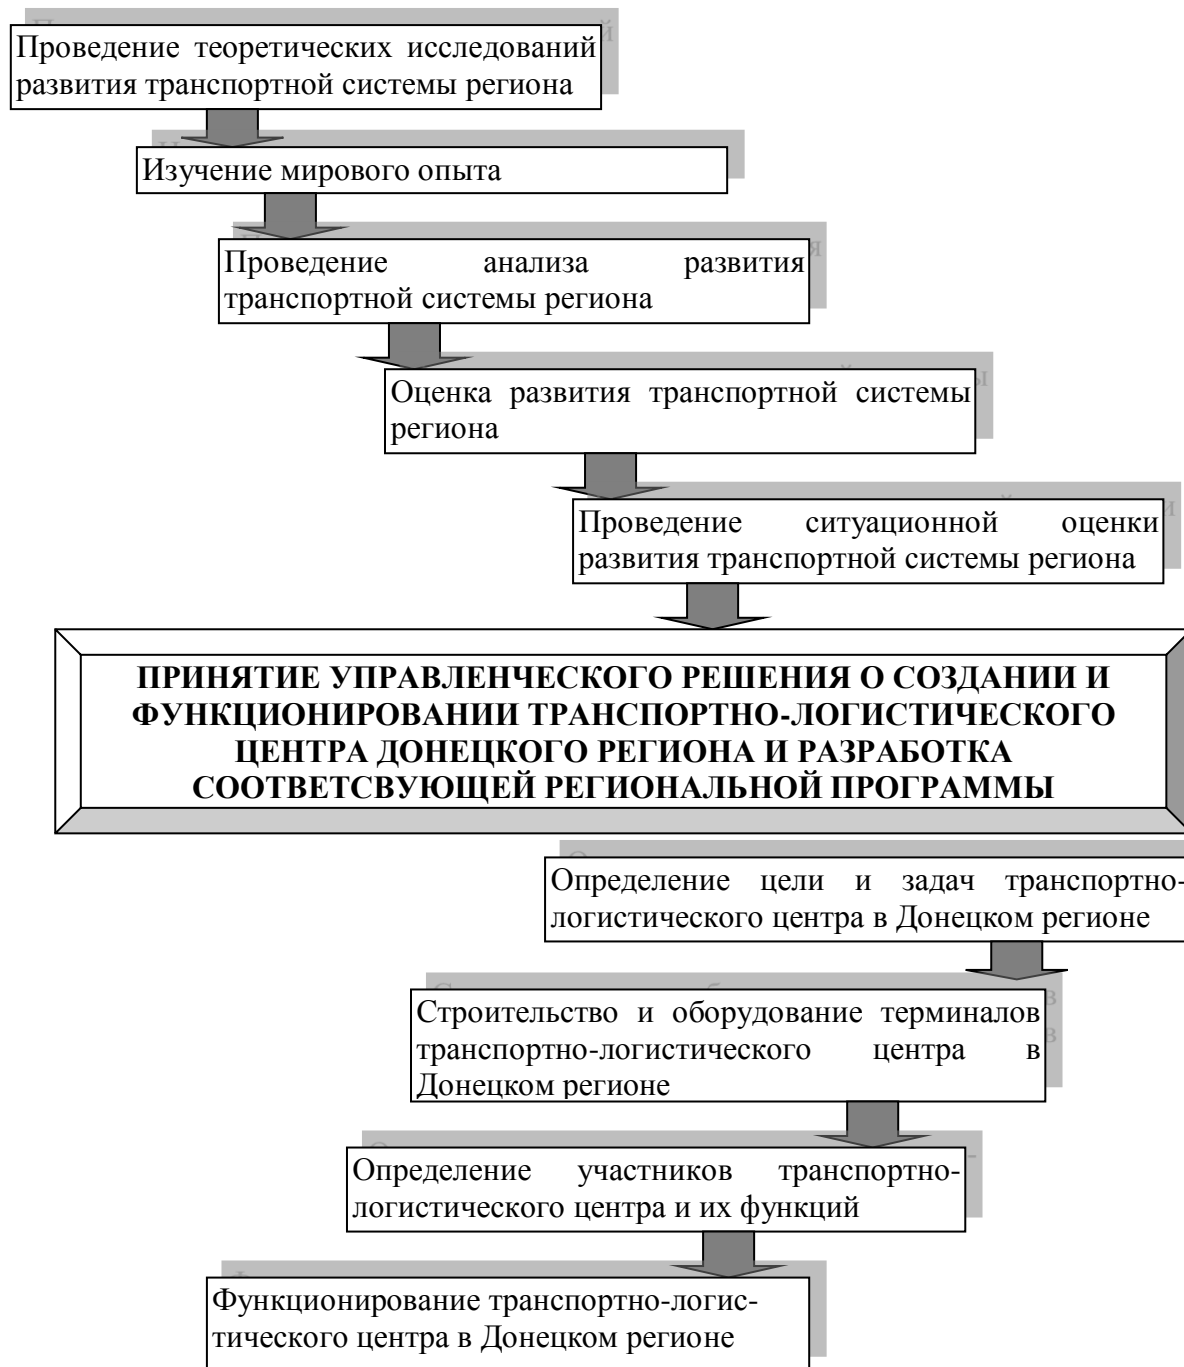 Проведение теоретических исследований
развития транспортной системы региона
Изучение мирового опыта
Проведение анализа развития
транспортной системы региона
Оценка развития транспортной системы
региона
Проведение ситуационной оценки
развития транспортной системы региона
ПРИНЯТИЕ УПРАВЛЕНЧЕСКОГО РЕШЕНИЯ О СОЗДАНИИ И
ФУНКЦИОНИРОВАНИИ ТРАНСПОРТНО-ЛОГИСТИЧЕСКОГО
ЦЕНТРА ДОНЕЦКОГО РЕГИОНА И РАЗРАБОТКА
СООТВЕТСВУЮЩЕЙ РЕГИОНАЛЬНОЙ ПРОГРАММЫ
Определение цели и задач транспортно-
логистического центра в Донецком регионе
Строительство и оборудование терминалов
транспортно-логистического центра в
Донецком регионе
Определение участников транспортно-
логистического центра и их функций
Функционирование транспортно-логис-
тического центра в Донецком регионе